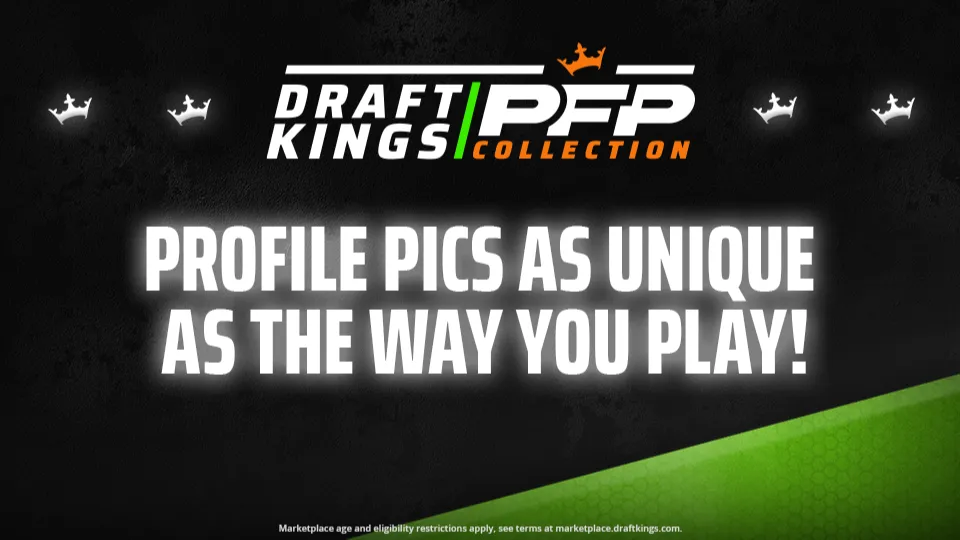 DRAFT KINGS
PFP COLLECTION
PROFILE PICS AS UNIQUE
AS THE WAY YOU PLAY!
Marketplace age and eligibility restrictions apply, see terms at marketplace.draftkings.com.